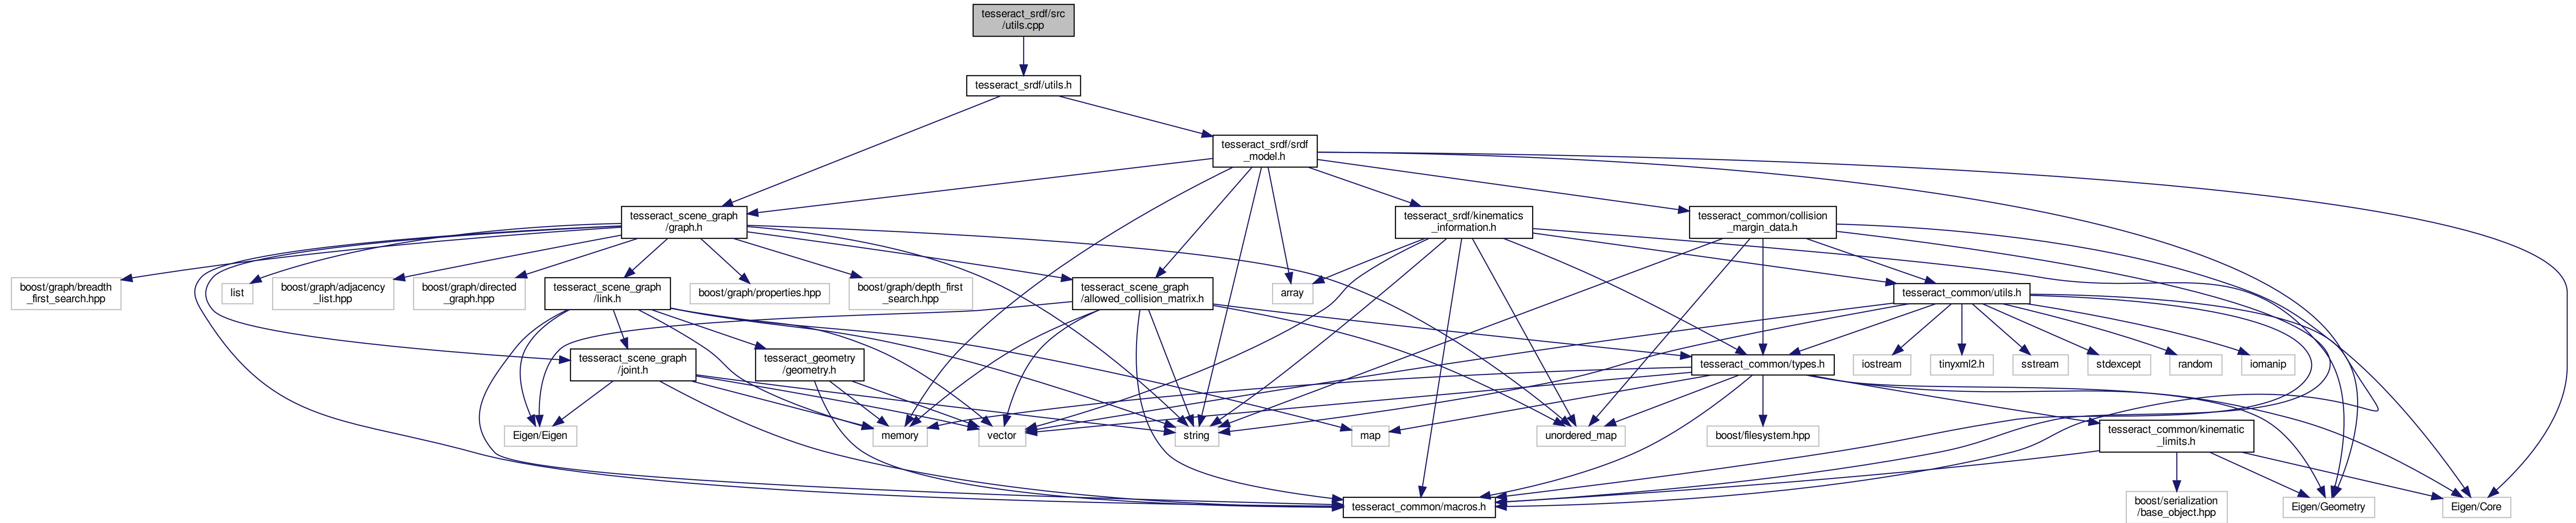 tesseract_srdf/src
/utils.cpp
tesseract_srdf/utils.h
tesseract_srdf/srdf
_model.h
tesseract_scene_graph
/graph.h
tesseract_srdf/kinematics
_information.h
tesseract_common/collision
_margin_data.h
boost/graph/breadth
_first_search.hpp
list
boost/graph/adjacency
_list.hpp
boost/graph/directed
_graph.hpp
tesseract_scene_graph
/link.h
boost/graph/properties.hpp
boost/graph/depth_first
_search.hpp
tesseract_scene_graph
/allowed_collision_matrix.h
array
tesseract_common/utils.h
tesseract_scene_graph
/joint.h
tesseract_geometry
/geometry.h
tesseract_common/types.h
iostream
tinyxml2.h
sstream
stdexcept
random
iomanip
Eigen/Eigen
memory
vector
string
map
unordered_map
boost/filesystem.hpp
tesseract_common/kinematic
_limits.h
tesseract_common/macros.h
boost/serialization
/base_object.hpp
Eigen/Geometry
Eigen/Core